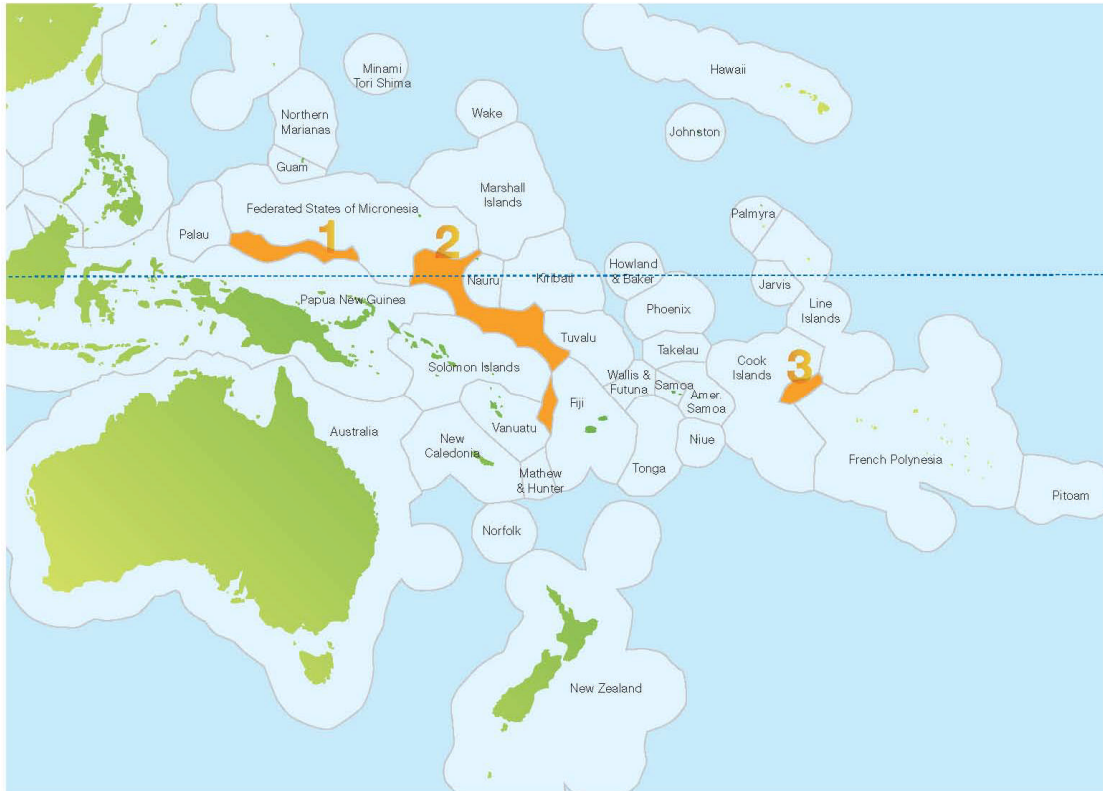 Hawaii
Minami
Tori Shima
Wake
Northern
Marianas
Johnston
Guam
Marshall
Islands
Federated States of Micronesia
Palmyra
Palau
1
2
Howland
& Baker
Nauru
Kiribati
Jarvis
Papua New Guinea
Phoenix
Line
Islands
Tuvalu
Takelau
Solomon Islands
Cook
Islands
3
Wallis &
Futuna
Samoa
Amer.
Samoa
Fiji
Vanuatu
Australia
New
Caledonia
Niue
French Polynesia
Tonga
Mathew
& Hunter
Pitoam
Norfolk
New Zealand